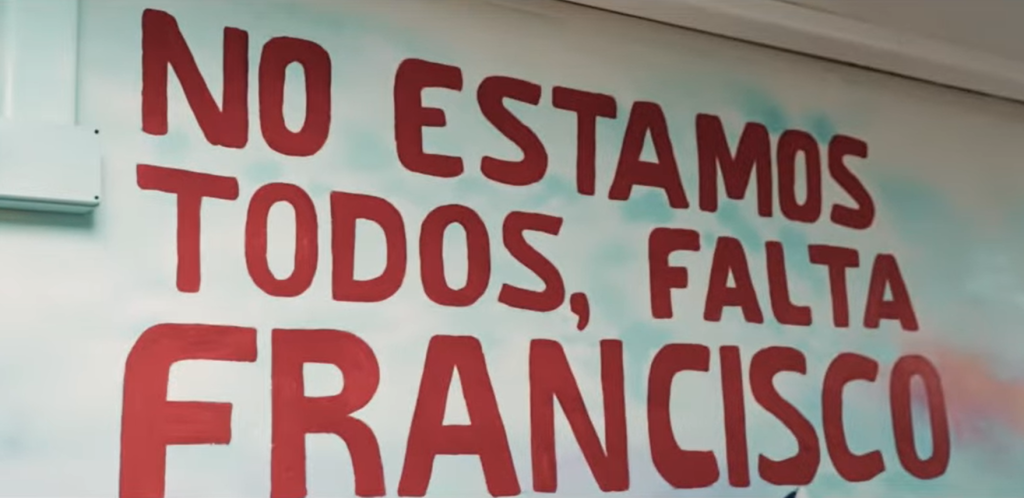 NO ESTAMOS
TODOS, FALTA
FRANCISCO